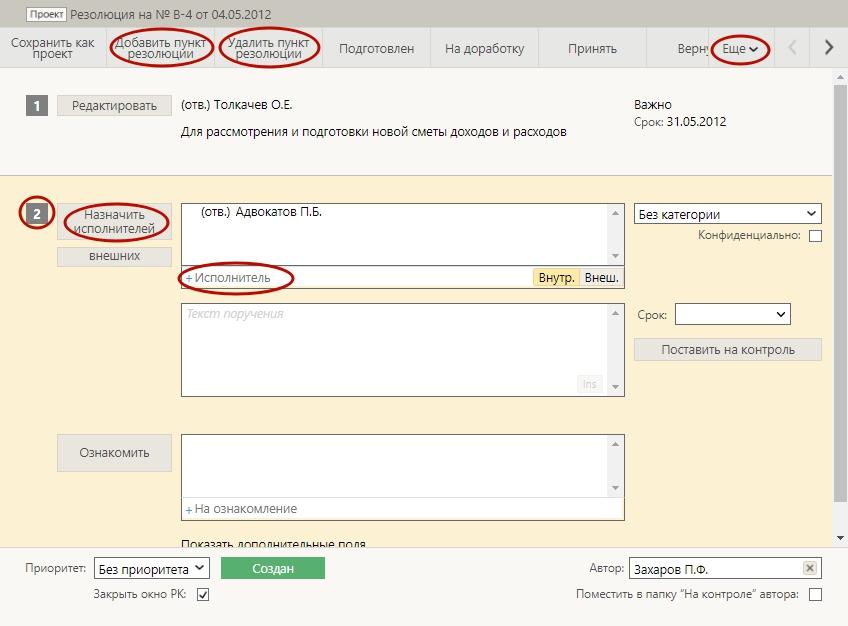 Проект Резолюция на № В-4 от 04.05.2012
Сохранить как проект
Добавить пункт резолюции
Удалить пункт резолюции
Подготовлен
На доработку
Принять
Верну
Еще
1
Редактировать
(отв.) Толкачев О.Е.
Важно
Срок: 31.05.2012
Для рассмотрения и подготовки новой сметы доходов и расходов
2
Назначить
исполнителей
(отв.) Адвокатов П.Б.
Без категории
Конфиденциально:
внешних
+Исполнитель
Внутр. Внеш.
Текст поручения
Срок:
Поставить на контроль
Ins
Ознакомить
+На ознакомление
Показать дополнительные поля
Приоритет: Без приоритета
Создан
Автор: Захаров П.Ф.
Закрыть окно РК:
Поместить в папку "На контроле" автора: